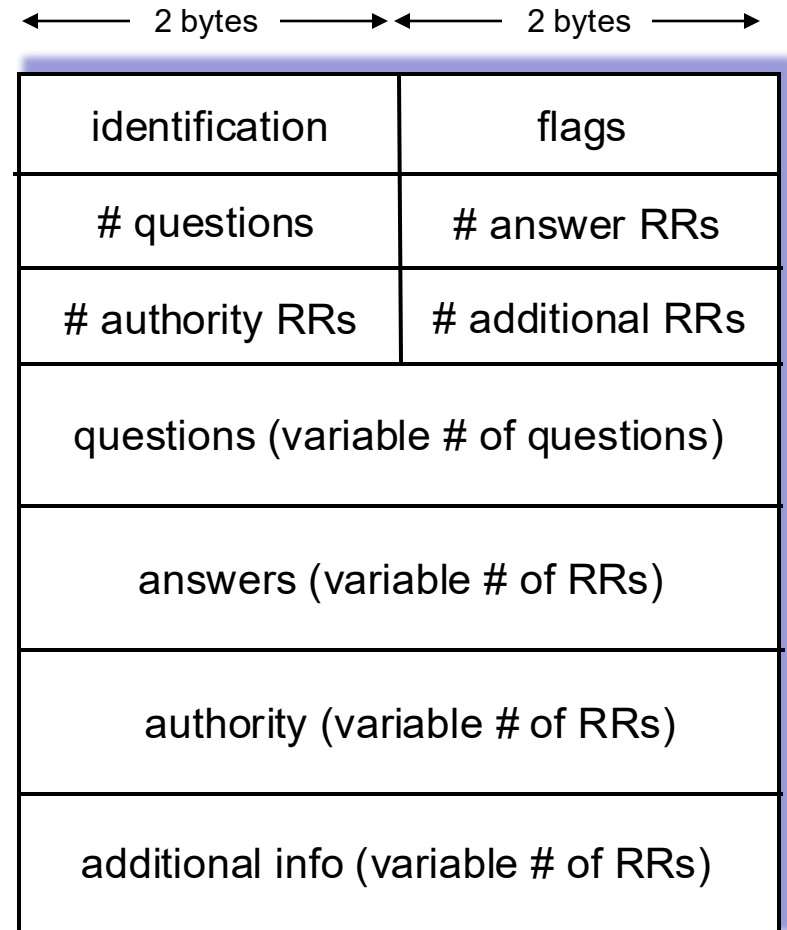 2 bytes 2 bytes
identification flags
# questions # answer RRs
# authority RRs # additional RRs
questions (variable # of questions)
answers (variable # of RRs)
authority (variable # of RRs)
additional info (variable # of RRs)